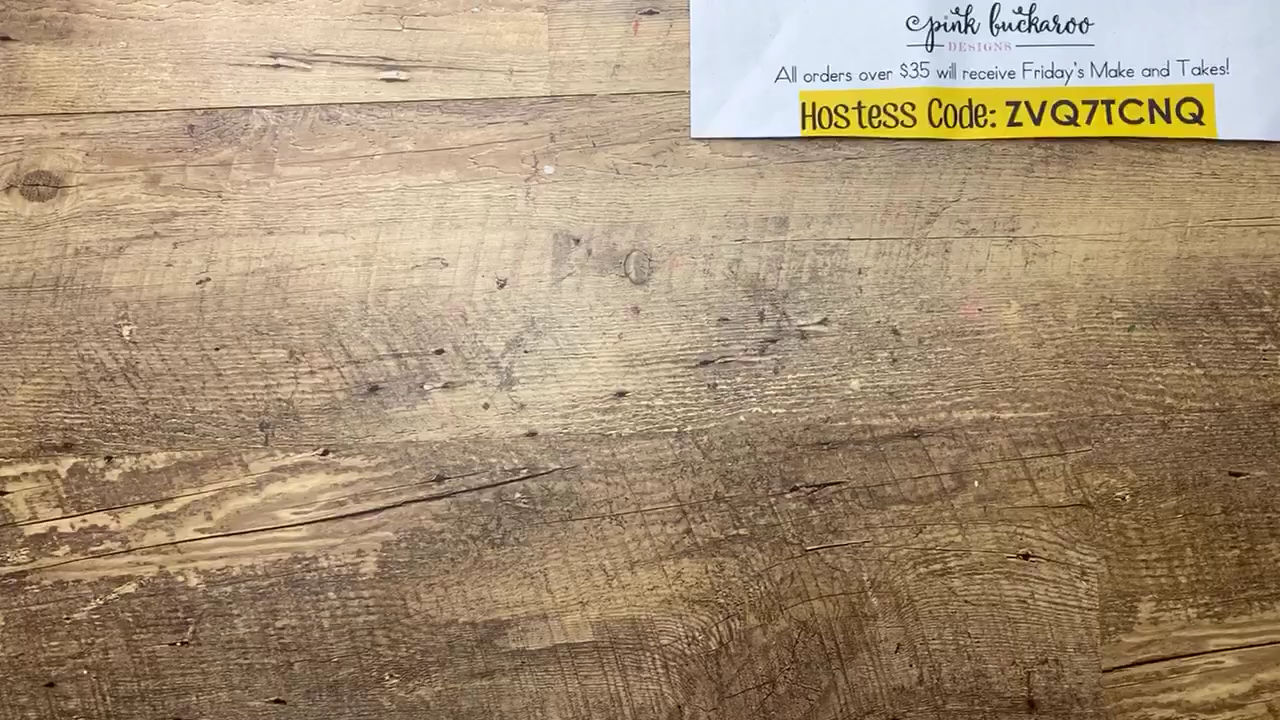 pink buckaroo
DESIGNS
All orders over $35 will receive Friday's Make and Takes!
Hostess Code: ZVQ7TCNQ